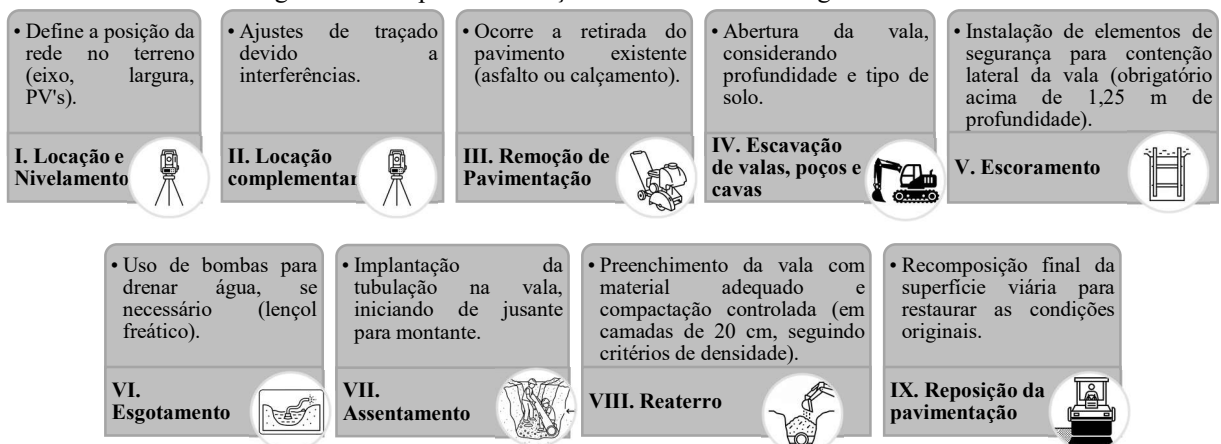 • Define a posição da
rede no terreno
(eixo, largura,
PV's).
I. Locação e
Nivelamento
• Ajustes de traçado
devido a
interferências.
II. Locação
complementar
• Ocorre a retirada do
pavimento existente
(asfalto ou calçamento).
III. Remoção de
Pavimentação
• Abertura da vala,
considerando
profundidade e tipo de
solo.
IV. Escavação
de valas, poços e
cavas
• Instalação de elementos de
segurança para contenção
lateral da vala (obrigatório
acima de 1,25 m de
profundidade).
V. Escoramento
• Uso de bombas para
drenar água, se
necessário (lençol
freático).
VI.
Esgotamento
• Implantação da
tubulação na vala,
iniciando de jusante
para montante.
VII.
Assentamento
• Preenchimento da vala com
material adequado e
compactação controlada (em
camadas de 20 cm, seguindo
critérios de densidade).
VIII. Reaterro
• Recomposição final da
superfície viária para
restaurar as condições
originais.
IX. Reposição da
pavimentação